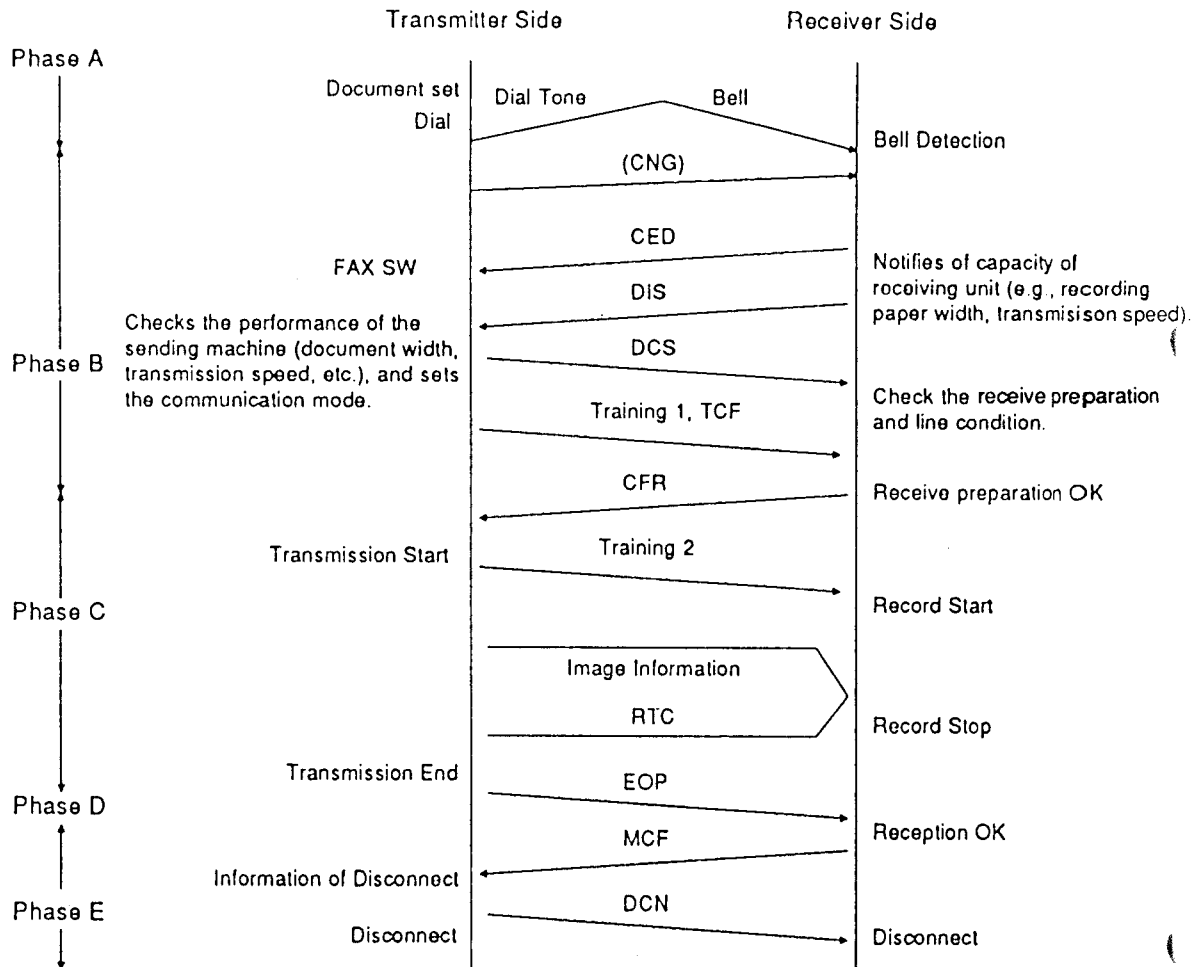 Transmitter Side
Receiver Side
Phase A
Document set
Dial Tone
Bell
Dial
Bell Detection
(CNG)
CED
FAX SW
Notifies of capacity of
receiving unit (e.g., recording
paper width, transmisison speed).
DIS
Checks the performance of the
sending machine (document width,
transmission speed, etc.), and sets
the communication mode.
Phase B
DCS
Check the receive preparation
and line condition.
Training 1, TCF
CFR
Receive preparation OK
Transmission Start
Training 2
Record Start
Phase C
Image Information
RTC
Record Stop
Transmission End
EOP
Phase D
Reception OK
MCF
Information of Disconnect
DCN
Phase E
Disconnect
Disconnect